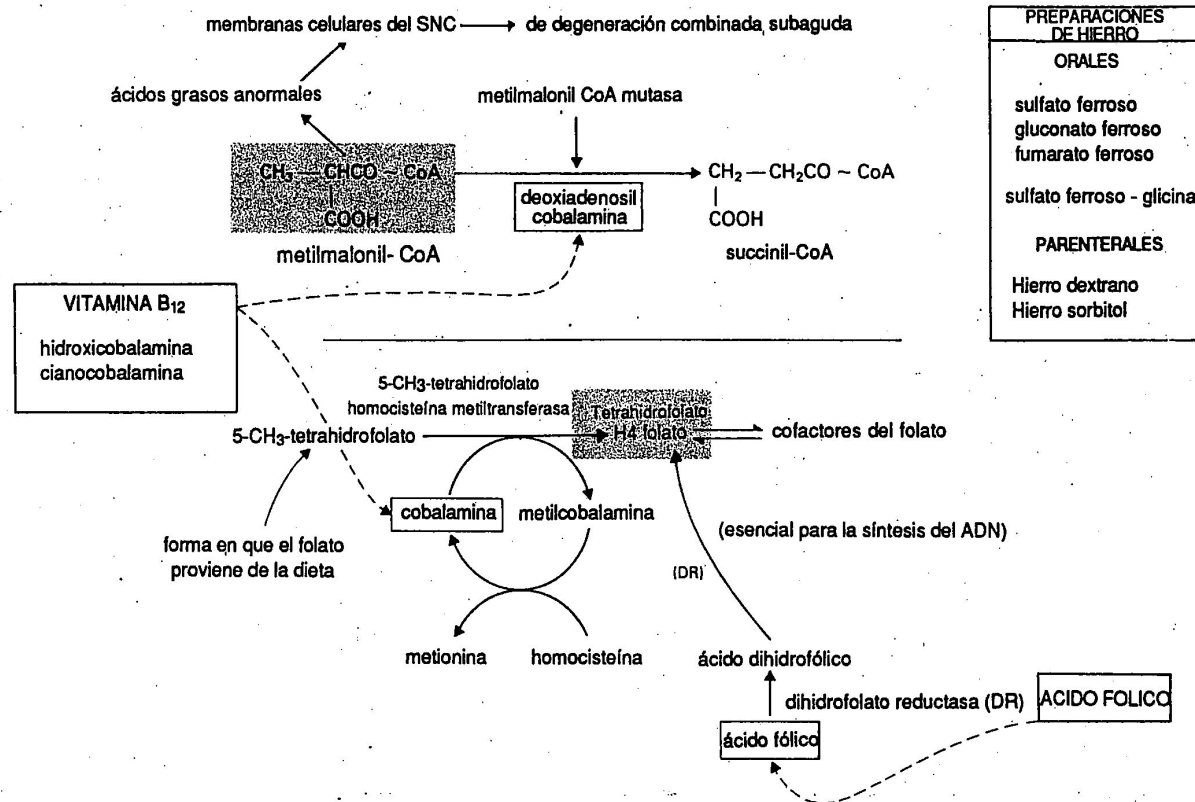 membranas celulares del SNC
de degeneración combinada subaguda
ácidos grasos anormales
metilmalonil CoA mutasa
CH₃ — CHCO ~ CoA
COOH
metilmalonil- CoA
deoxiadenosil
cobalamina
CH₂ — CH₂CO ~ CoA
COOH
succinil-CoA
PREPARACIONES
DE HIERRO
ORALES
sulfato ferroso
gluconato ferroso
fumarato ferroso
sulfato ferroso - glicina
PARENTERALES
Hierro dextrano
Hierro sorbitol
VITAMINA B₁₂
hidroxicobalamina
cianocobalamina
5-CH3-tetrahidrofolato
homocisteína metiltransferasa
5-CH₃-tetrahidrofolato
Tetrahidrofolato
H4 folato
cofactores del folato
cobalamina
metilcobalamina
forma en que el folato
proviene de la dieta
(esencial para la síntesis del ADN)
(DR)
metionina
homocisteína
ácido dihidrofólico
dihidrofolato reductasa (DR)
ACIDO FOLICO
ácido fólico